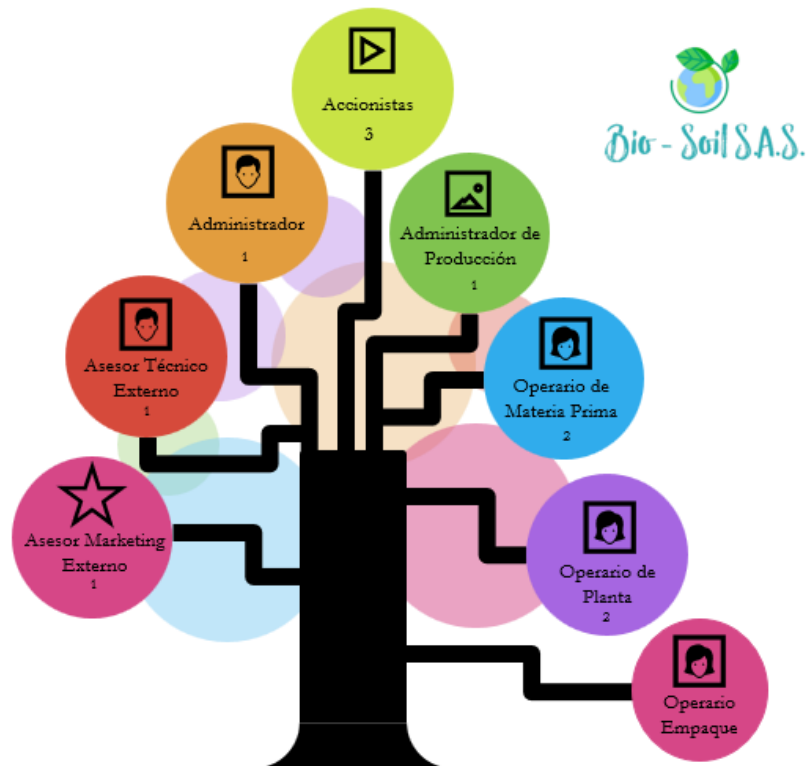 Accionistas
3
Bio - Soil S.A.S.
Administrador
1
Administrador de
Producción
1
Asesor Técnico
Externo
1
Operario de
Materia Prima
2
Asesor Marketing
Externo
1
Operario de
Planta
2
Operario
Empaque